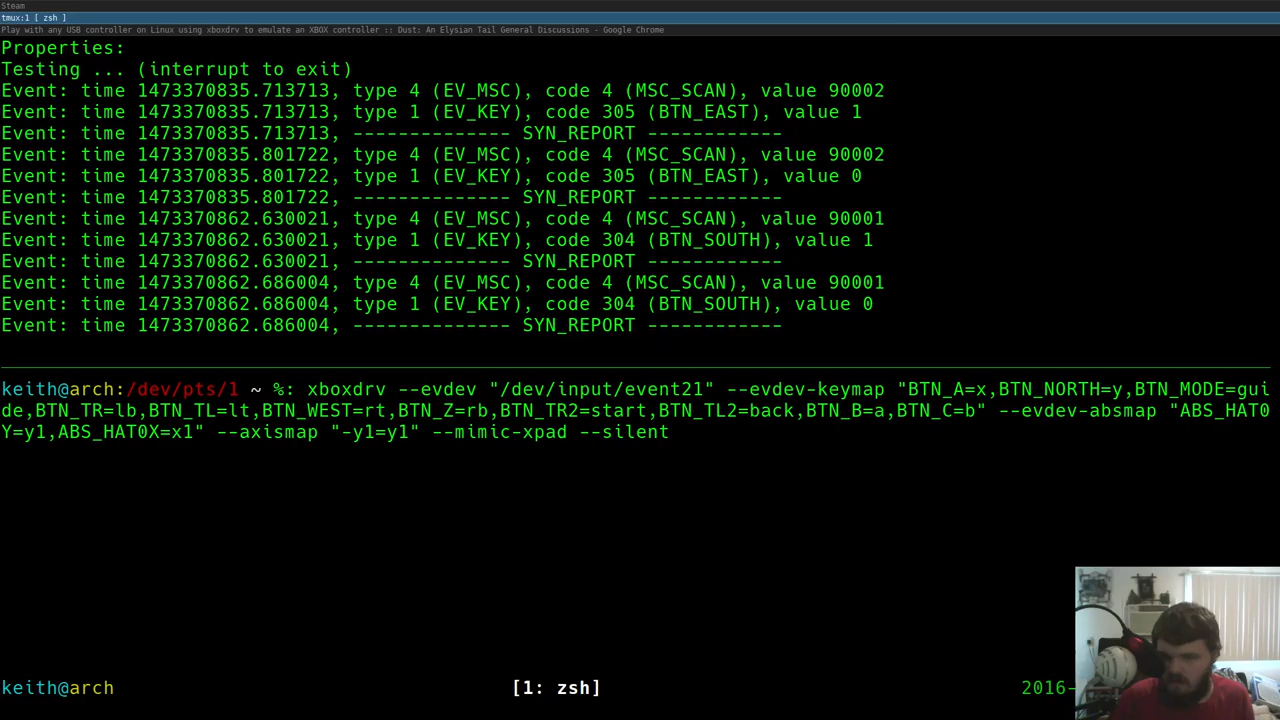 Steam
tmux:1 [ zsh ]
Play with any USB controller on Linux using xboxdrv to emulate an XBOX controller :: Dust: An Elysian Tail General Discussions - Google Chrome
Properties:
Testing ... (interrupt to exit)
Event: time 1473370835.713713, type 4 (EV_MSC), code 4 (MSC_SCAN), value 90002
Event: time 1473370835.713713, type 1 (EV_KEY), code 305 (BTN_EAST), value 1
Event: time 1473370835.713713, -------------- SYN_REPORT ------------
Event: time 1473370835.801722, type 4 (EV_MSC), code 4 (MSC_SCAN), value 90002
Event: time 1473370835.801722, type 1 (EV_KEY), code 305 (BTN_EAST), value 0
Event: time 1473370835.801722, -------------- SYN_REPORT ------------
Event: time 1473370862.630021, type 4 (EV_MSC), code 4 (MSC_SCAN), value 90001
Event: time 1473370862.630021, type 1 (EV_KEY), code 304 (BTN_SOUTH), value 1
Event: time 1473370862.630021, -------------- SYN_REPORT ------------
Event: time 1473370862.686004, type 4 (EV_MSC), code 4 (MSC_SCAN), value 90001
Event: time 1473370862.686004, type 1 (EV_KEY), code 304 (BTN_SOUTH), value 0
Event: time 1473370862.686004, -------------- SYN_REPORT ------------
keith@arch:/dev/pts/1 ~ %: xboxdrv --evdev "/dev/input/event21" --evdev-keymap "BTN_A=x,BTN_NORTH=y,BTN_MODE=gui
de,BTN_TR=lb,BTN_TL=lt,BTN_WEST=rt,BTN_Z=rb,BTN_TR2=start,BTN_TL2=back,BTN_B=a,BTN_C=b" --evdev-absmap "ABS_HAT0
Y=y1,ABS_HAT0X=x1" --axismap "-y1=y1" --mimic-xpad --silent
keith@arch [1: zsh] 2016-